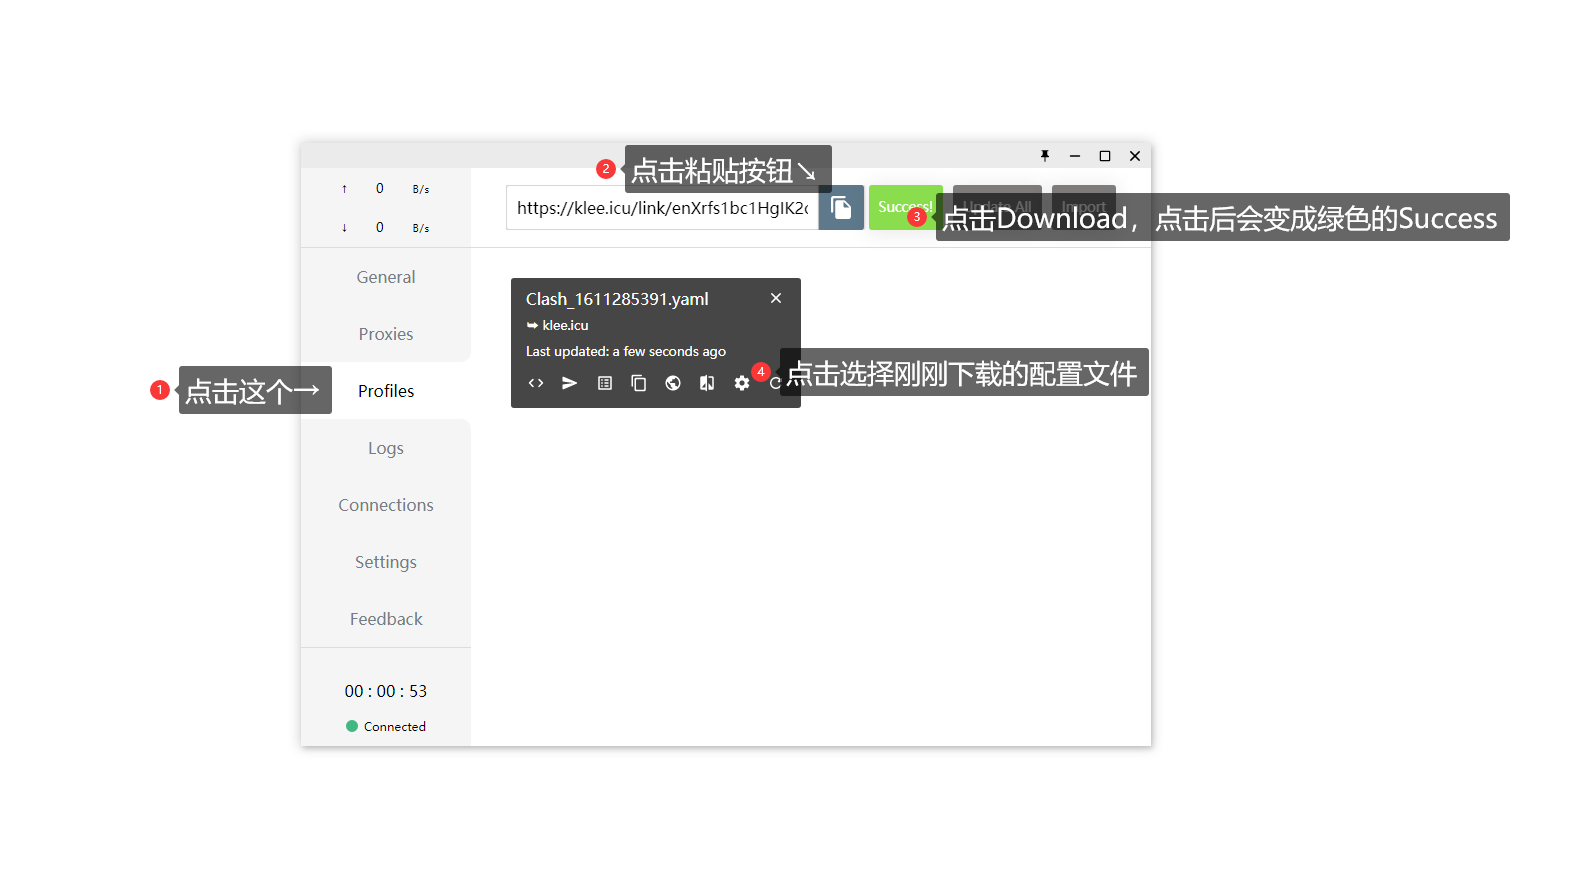 2 点击粘贴按钮↘
↑ 0 B/s
https://klee.icu/link/enXrfs1bc1HgIK2c
Success!
Update All
Import
3 点击Download，点击后会变成绿色的Success
↓ 0 B/s
General
Proxies
1 点击这个→
Profiles
Logs
Connections
Settings
Feedback
00 : 00 : 53
Connected
Clash_1611285391.yaml
klee.icu
Last updated: a few seconds ago
4 点击选择刚刚下载的配置文件